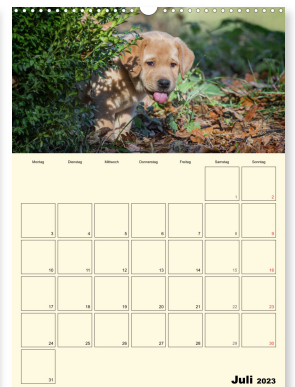 Montag Dienstag Mittwoch Donnerstag Freitag Samstag Sonntag
1 2
3 4 5 6 7 8 9
10 11 12 13 14 15 16
17 18 19 20 21 22 23
24 25 26 27 28 29 30
31
Juli 2023